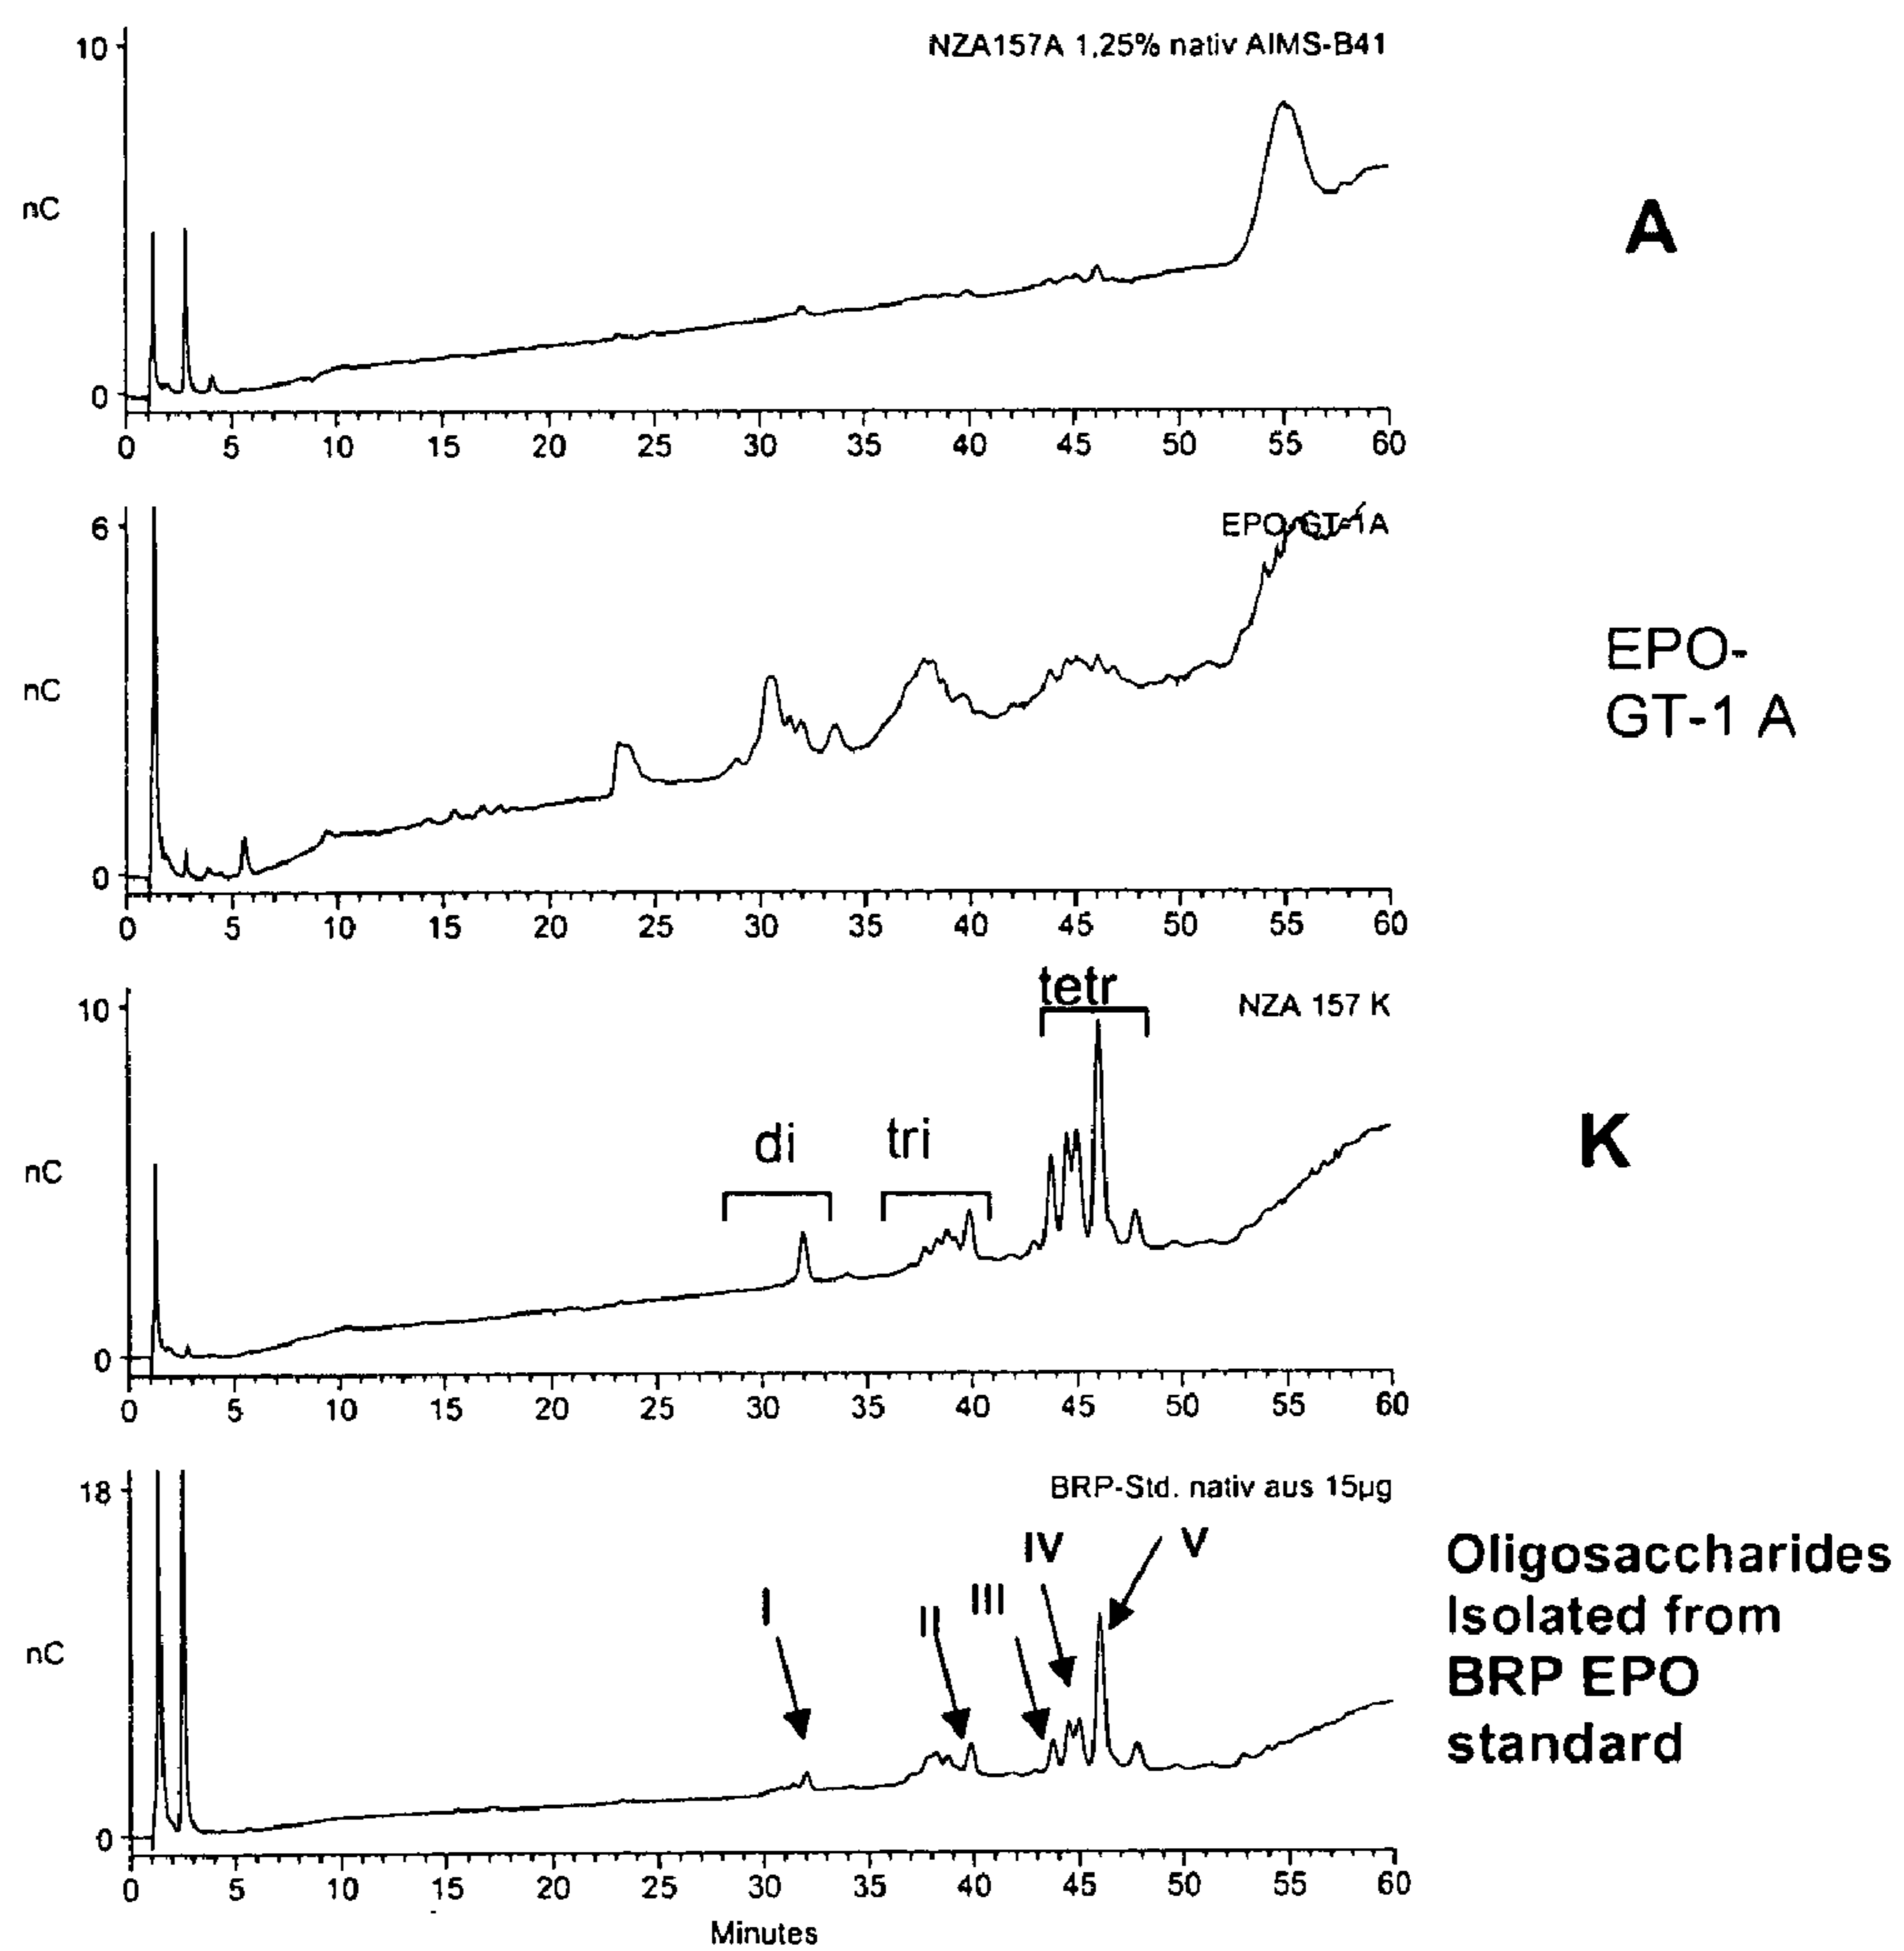 NZA157A 1,25% nativ AIMS-B41
10
nC
0
A
0 5 10 15 20 25 30 35 40 45 50 55 60
EPO-GT-1A
6
nC
0
EPO-
GT-1 A
0 5 10 15 20 25 30 35 40 45 50 55 60
tetr
NZA 157 K
10
di
tri
nC
0
K
0 5 10 15 20 25 30 35 40 45 50 55 60
BRP-Std. nativ aus 15µg
18
I
II
III
IV
V
nC
0
Oligosaccharides
Isolated from
BRP EPO
standard
0 5 10 15 20 25 30 35 40 45 50 55 60
Minutes